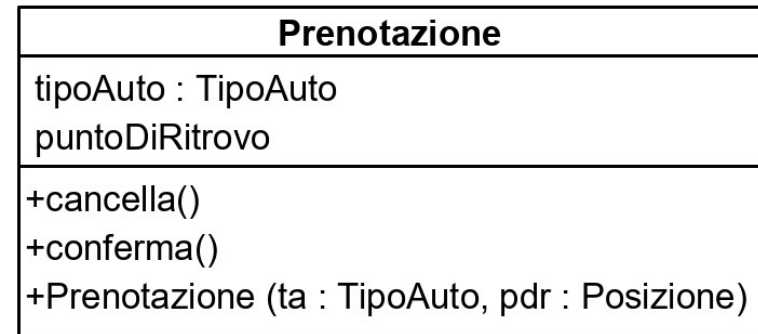 Prenotazione
tipoAuto : TipoAuto
puntoDiRitrovo
+cancella()
+conferma()
+Prenotazione (ta : TipoAuto, pdr : Posizione)